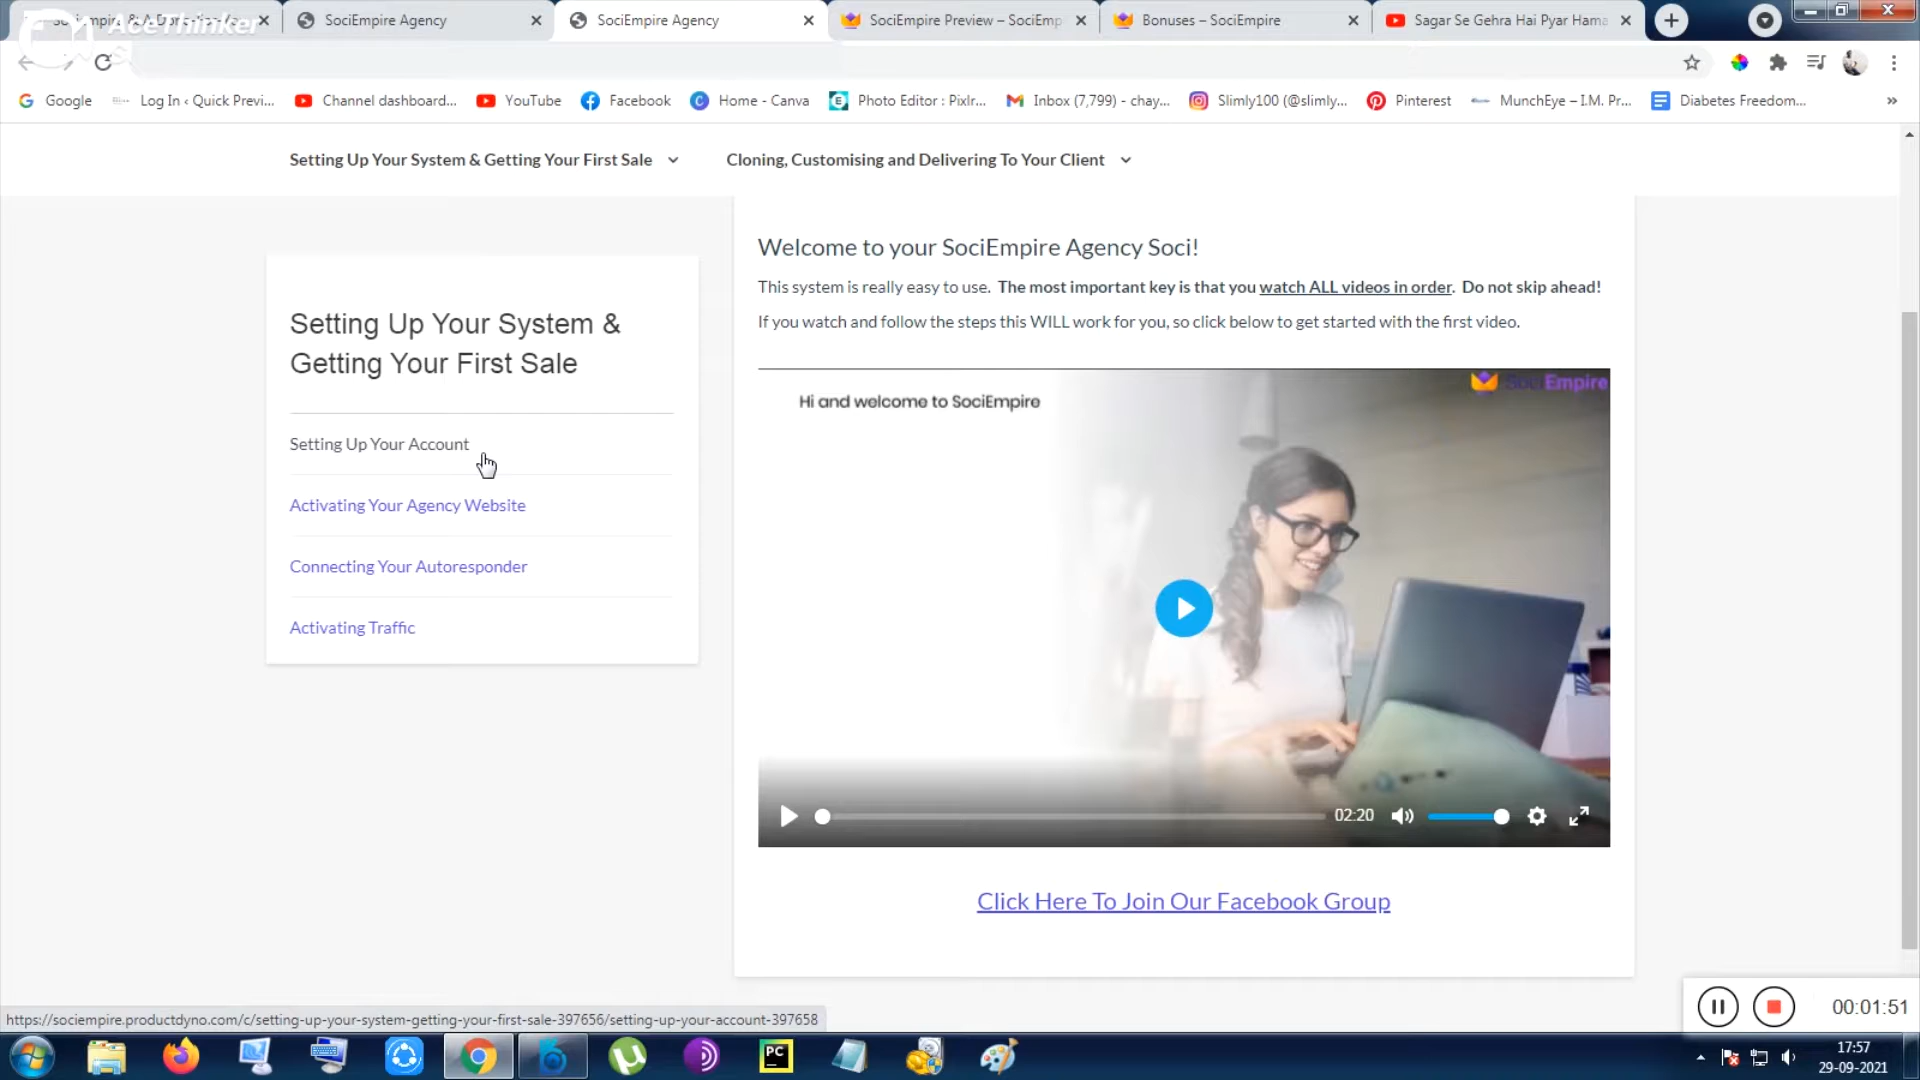 AceThinker
SociEmpire Agency
SociEmpire Agency
SociEmpire Preview – SociEmp
Bonuses – SociEmpire
Sagar Se Gehra Hai Pyar Hama
Google
Log In ‹ Quick Previ...
Channel dashboard...
YouTube
Facebook
Home - Canva
Photo Editor : Pixlr...
Inbox (7,799) - chay...
Slimly100 (@slimly...
Pinterest
MunchEye – I.M. Pr...
Diabetes Freedom...
»
Setting Up Your System & Getting Your First Sale
Cloning, Customising and Delivering To Your Client
Setting Up Your System &
Getting Your First Sale
Setting Up Your Account
Activating Your Agency Website
Connecting Your Autoresponder
Activating Traffic
Welcome to your SociEmpire Agency Soci!
This system is really easy to use. The most important key is that you watch ALL videos in order. Do not skip ahead!
If you watch and follow the steps this WILL work for you, so click below to get started with the first video.
SociEmpire
Hi and welcome to SociEmpire
02:20
Click Here To Join Our Facebook Group
00:01:51
https://sociempire.productdyno.com/c/setting-up-your-system-getting-your-first-sale-397656/setting-up-your-account-397658
PC
17:57
29-09-2021